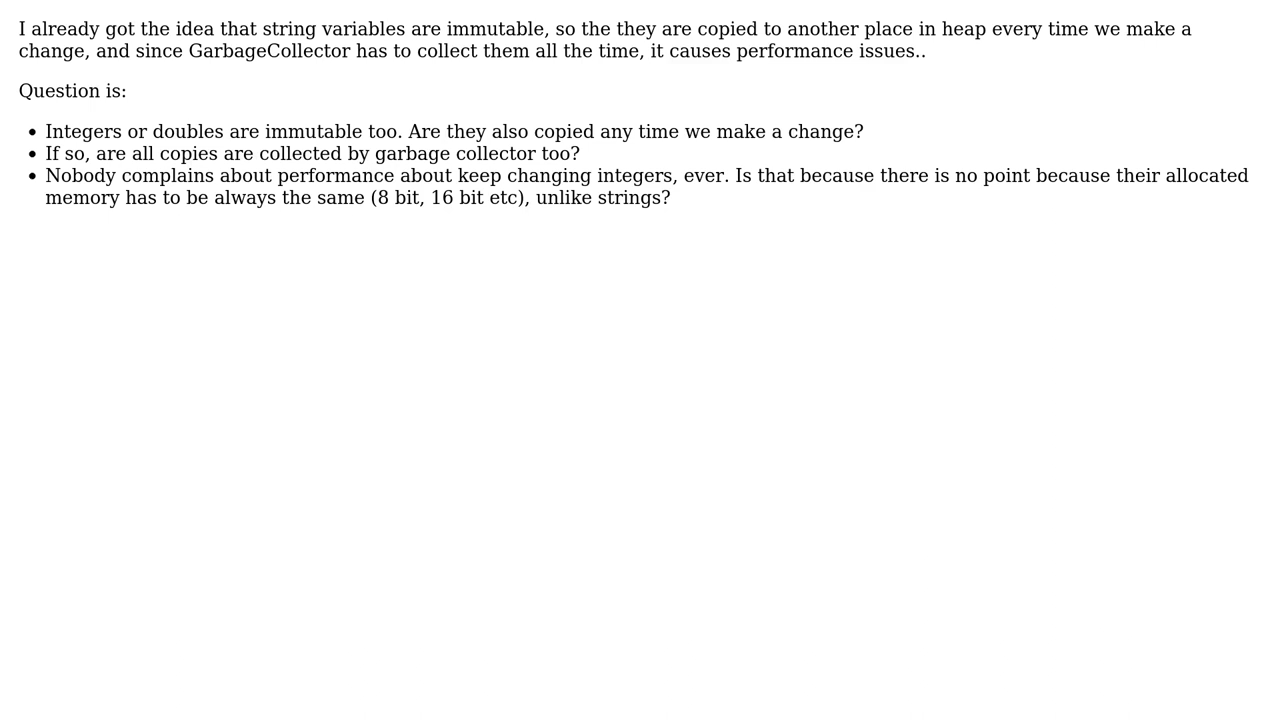 I already got the idea that string variables are immutable, so the they are copied to another place in heap every time we make a
change, and since GarbageCollector has to collect them all the time, it causes performance issues..
Question is:
• Integers or doubles are immutable too. Are they also copied any time we make a change?
• If so, are all copies are collected by garbage collector too?
• Nobody complains about performance about keep changing integers, ever. Is that because there is no point because their allocated
memory has to be always the same (8 bit, 16 bit etc), unlike strings?